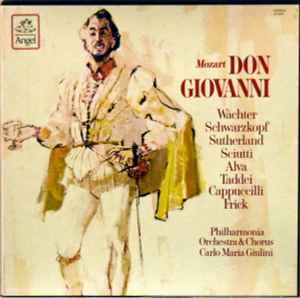 Angel
Mozart DON
GIOVANNI
Wächter
Schwarzkopf
Sutherland
Sciutti
Alva
Taddei
Cappuccilli
Frick
Philharmonia
Orchestra & Chorus
Carlo Maria Giulini